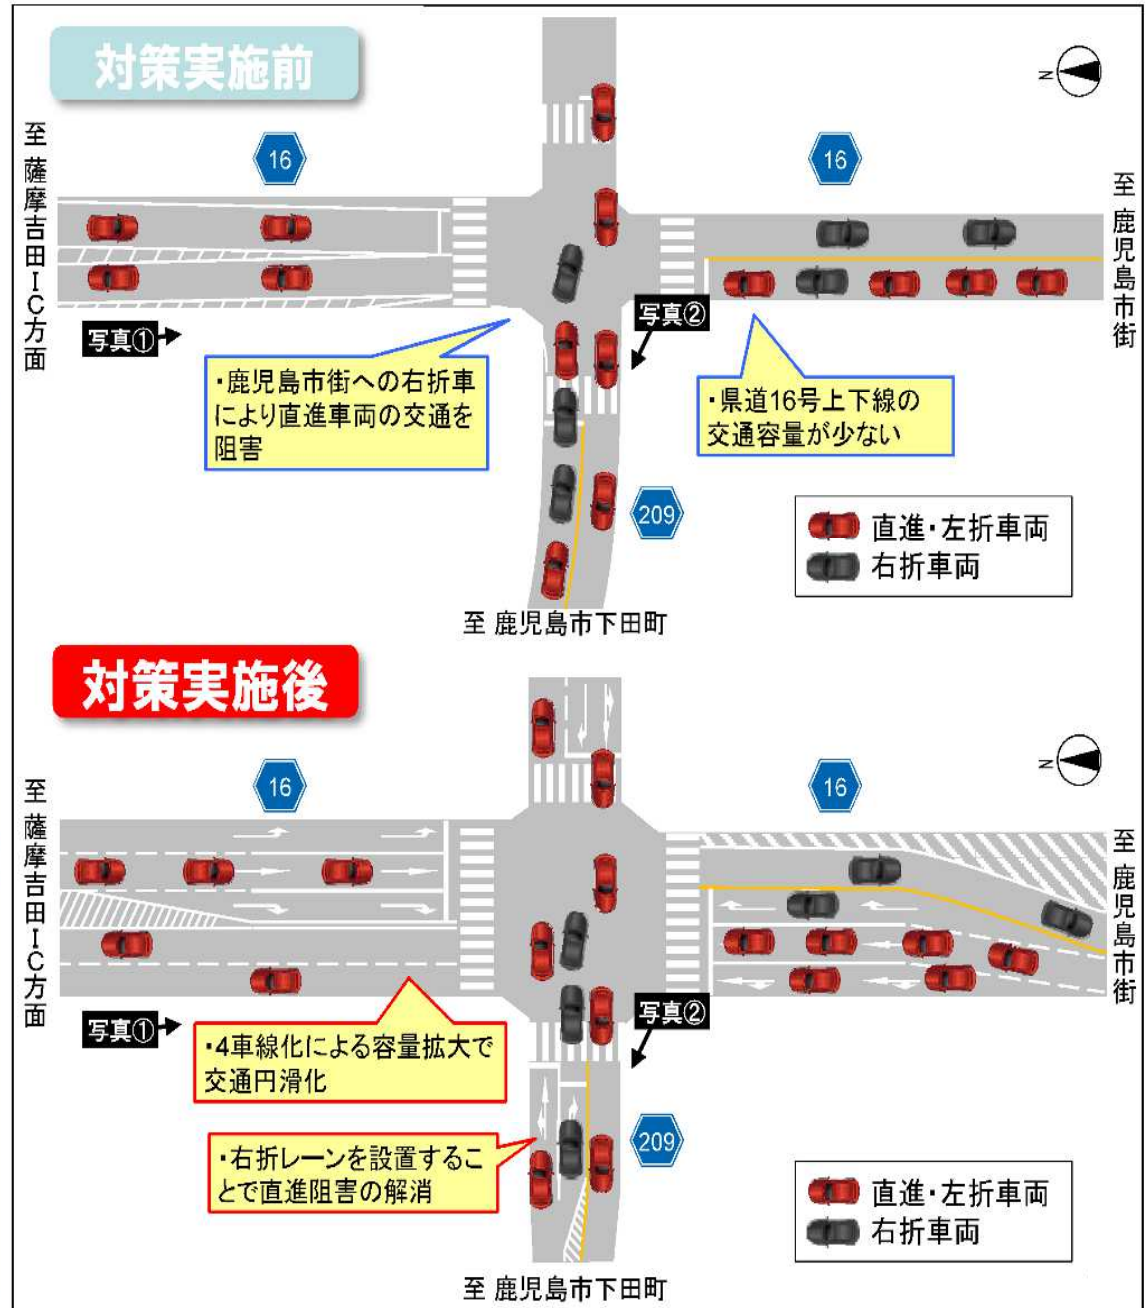 対策実施前
N
至 薩摩吉田IC方面
16
16
至 鹿児島市街
写真①
写真②
・鹿児島市街への右折車
により直進車両の交通を
阻害
・県道16号上下線の
交通容量が少ない
209
直進・左折車両
右折車両
至 鹿児島市下田町
対策実施後
N
至 薩摩吉田IC方面
16
16
至 鹿児島市街
写真①
写真②
・4車線化による容量拡大で
交通円滑化
・右折レーンを設置するこ
とで直進阻害の解消
209
直進・左折車両
右折車両
至 鹿児島市下田町